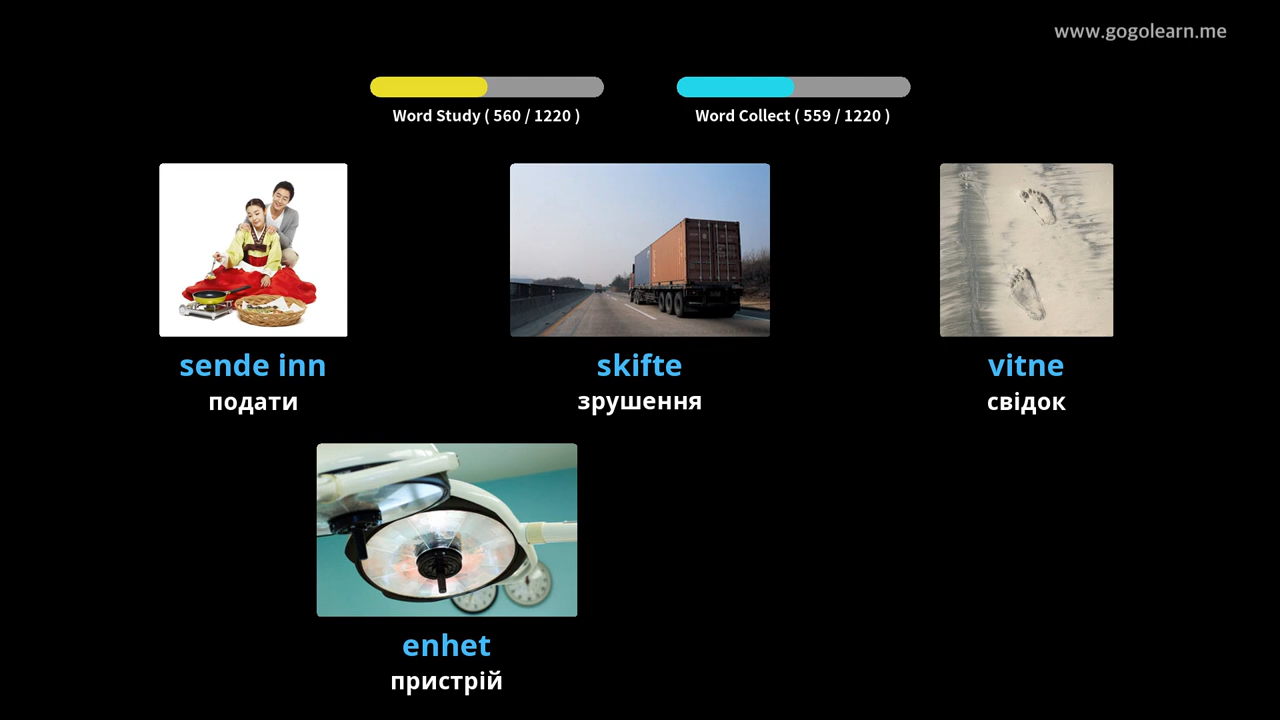 www.gogolearn.me
Word Study ( 560 / 1220 )
Word Collect ( 559 / 1220 )
sende inn
подати
skifte
зрушення
vitne
свідок
enhet
пристрій